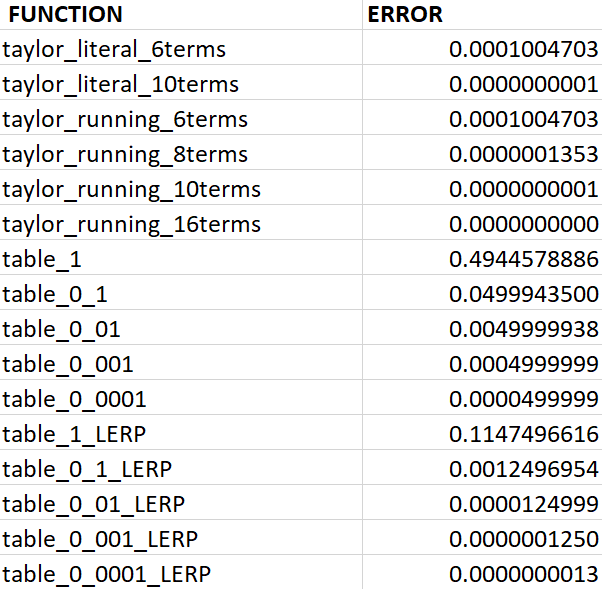 FUNCTION ERROR
taylor_literal_6terms 0.0001004703
taylor_literal_10terms 0.0000000001
taylor_running_6terms 0.0001004703
taylor_running_8terms 0.0000001353
taylor_running_10terms 0.0000000001
taylor_running_16terms 0.0000000000
table_1 0.4944578886
table_0_1 0.0499943500
table_0_01 0.0049999938
table_0_001 0.0004999999
table_0_0001 0.0000499999
table_1_LERP 0.1147496616
table_0_1_LERP 0.0012496954
table_0_01_LERP 0.0000124999
table_0_001_LERP 0.0000001250
table_0_0001_LERP 0.0000000013